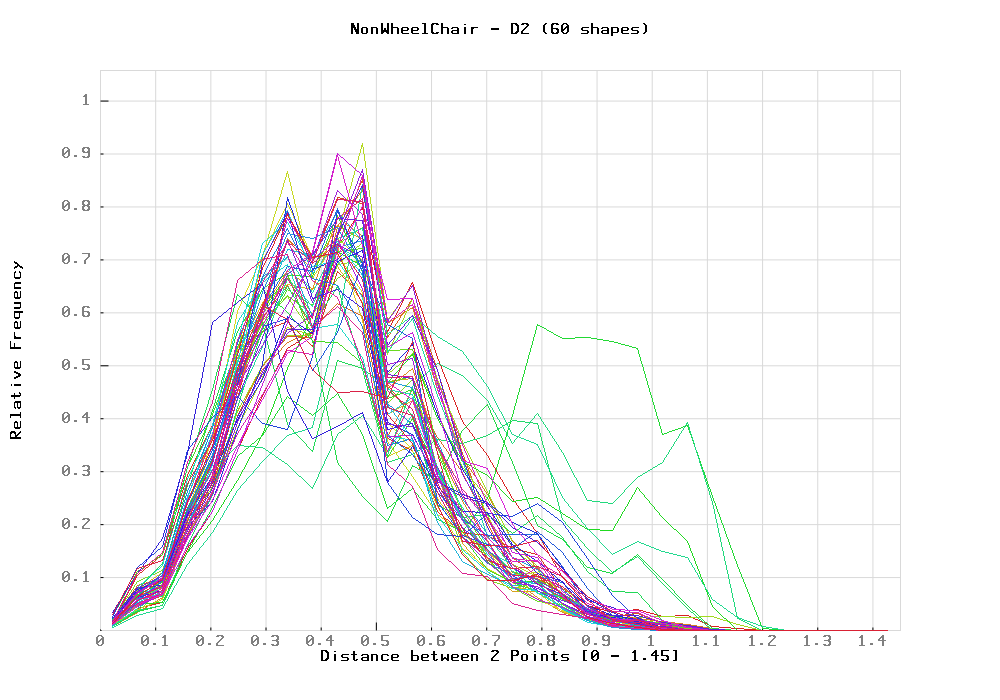 NonWheelChair - D2 (60 shapes)
Relative Frequency
1
0.9
0.8
0.7
0.6
0.5
0.4
0.3
0.2
0.1
0 0.1 0.2 0.3 0.4 0.5 0.6 0.7 0.8 0.9 1 1.1 1.2 1.3 1.4
Distance between 2 Points [0 - 1.45]